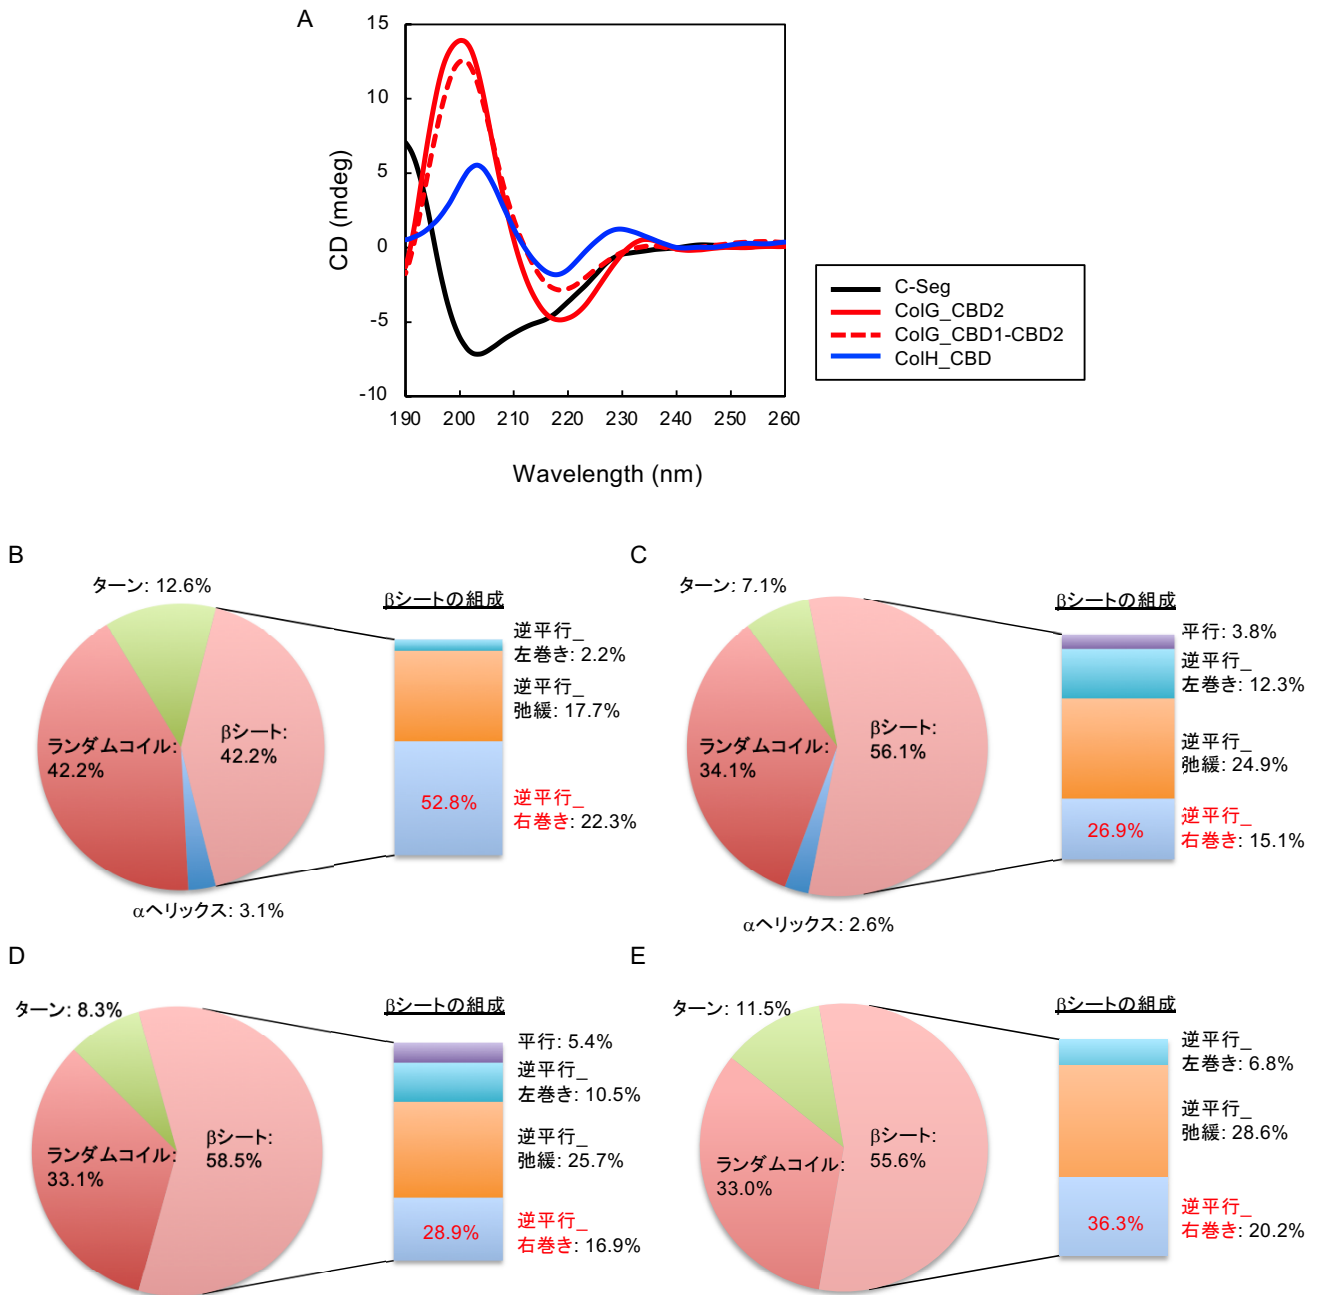 A
15
10
5
0
-5
-10
CD (mdeg)
190 200 210 220 230 240 250 260
Wavelength (nm)
C-Seg
ColG_CBD2
ColG_CBD1-CBD2
ColH_CBD
B
ターン: 12.6%
βシート:
42.2%
ランダムコイル:
42.2%
αヘリックス: 3.1%
βシートの組成
逆平行_
左巻き: 2.2%
逆平行_
弛緩: 17.7%
52.8%
逆平行_
右巻き: 22.3%
C
ターン: 7.1%
βシート:
56.1%
ランダムコイル:
34.1%
αヘリックス: 2.6%
βシートの組成
平行: 3.8%
逆平行_
左巻き: 12.3%
逆平行_
弛緩: 24.9%
26.9%
逆平行_
右巻き: 15.1%
D
ターン: 8.3%
βシート:
58.5%
ランダムコイル:
33.1%
βシートの組成
平行: 5.4%
逆平行_
左巻き: 10.5%
逆平行_
弛緩: 25.7%
28.9%
逆平行_
右巻き: 16.9%
E
ターン: 11.5%
βシート:
55.6%
ランダムコイル:
33.0%
βシートの組成
逆平行_
左巻き: 6.8%
逆平行_
弛緩: 28.6%
36.3%
逆平行_
右巻き: 20.2%